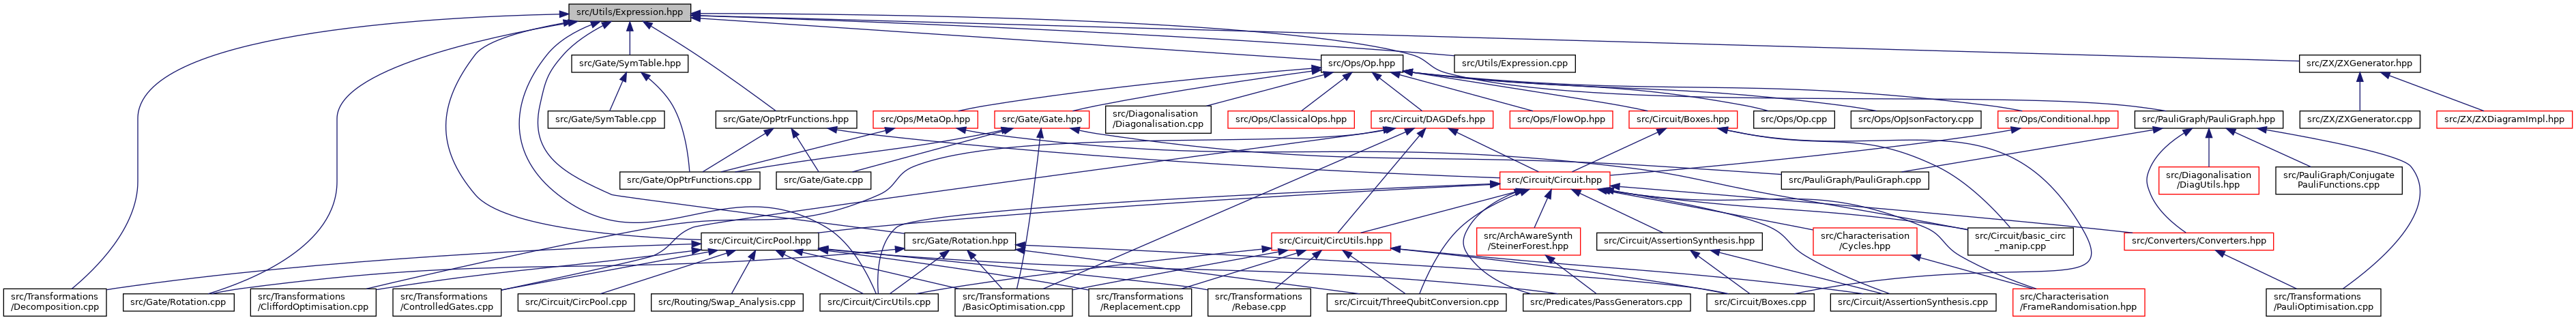 src/Utils/Expression.hpp
src/Gate/SymTable.hpp
src/Ops/Op.hpp
src/Utils/Expression.cpp
src/ZX/ZXGenerator.hpp
src/Gate/SymTable.cpp
src/Gate/OpPtrFunctions.hpp
src/Ops/MetaOp.hpp
src/Gate/Gate.hpp
src/Diagonalisation
/Diagonalisation.cpp
src/Ops/ClassicalOps.hpp
src/Circuit/DAGDefs.hpp
src/Ops/FlowOp.hpp
src/Circuit/Boxes.hpp
src/Ops/Op.cpp
src/Ops/OpJsonFactory.cpp
src/Ops/Conditional.hpp
src/PauliGraph/PauliGraph.hpp
src/ZX/ZXGenerator.cpp
src/ZX/ZXDiagramImpl.hpp
src/Gate/OpPtrFunctions.cpp
src/Gate/Gate.cpp
src/Circuit/Circuit.hpp
src/PauliGraph/PauliGraph.cpp
src/Diagonalisation
/DiagUtils.hpp
src/PauliGraph/Conjugate
PauliFunctions.cpp
src/Circuit/CircPool.hpp
src/Gate/Rotation.hpp
src/Circuit/CircUtils.hpp
src/ArchAwareSynth
/SteinerForest.hpp
src/Circuit/AssertionSynthesis.hpp
src/Characterisation
/Cycles.hpp
src/Circuit/basic_circ
_manip.cpp
src/Converters/Converters.hpp
src/Transformations
/Decomposition.cpp
src/Gate/Rotation.cpp
src/Transformations
/CliffordOptimisation.cpp
src/Transformations
/ControlledGates.cpp
src/Circuit/CircPool.cpp
src/Routing/Swap_Analysis.cpp
src/Circuit/CircUtils.cpp
src/Transformations
/BasicOptimisation.cpp
src/Transformations
/Replacement.cpp
src/Transformations
/Rebase.cpp
src/Circuit/ThreeQubitConversion.cpp
src/Predicates/PassGenerators.cpp
src/Circuit/Boxes.cpp
src/Circuit/AssertionSynthesis.cpp
src/Characterisation
/FrameRandomisation.hpp
src/Transformations
/PauliOptimisation.cpp